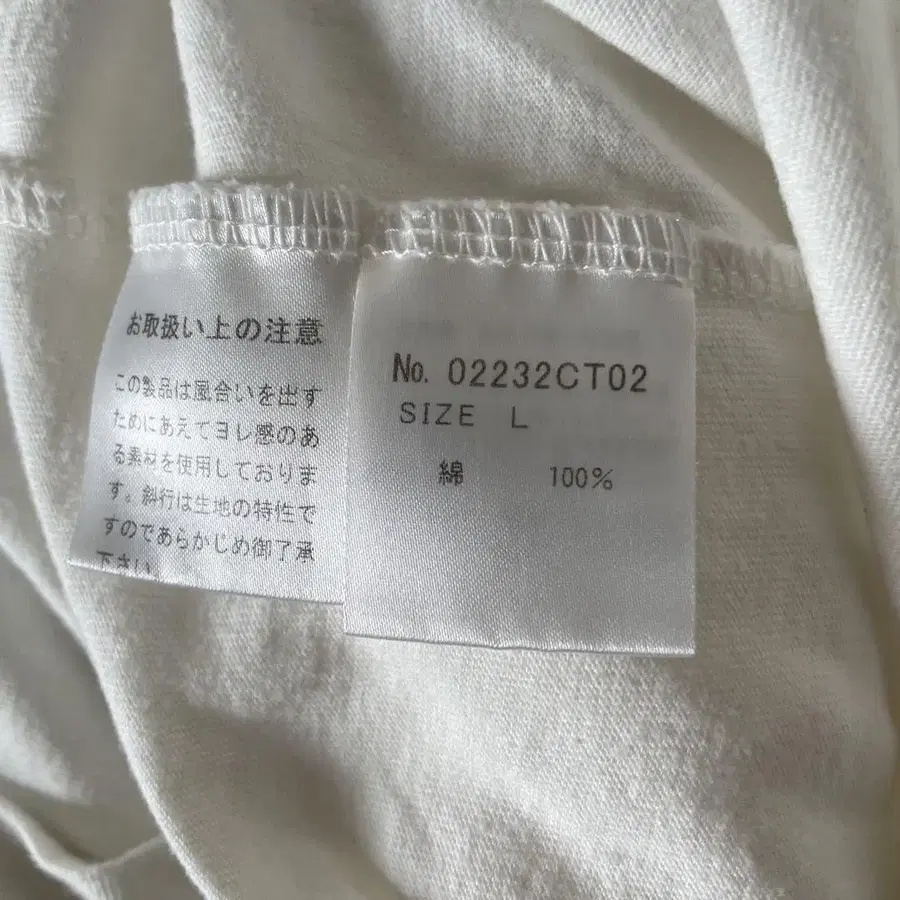 お取扱い上の注意
この製品は風合いを出す
ためにあえてヨレ感のあ
る素材を使用しておりま
す。斜行は生地の特性で
すのであらかじめ御了承
下さい
No. 02232CT02
SIZE L
綿 100%